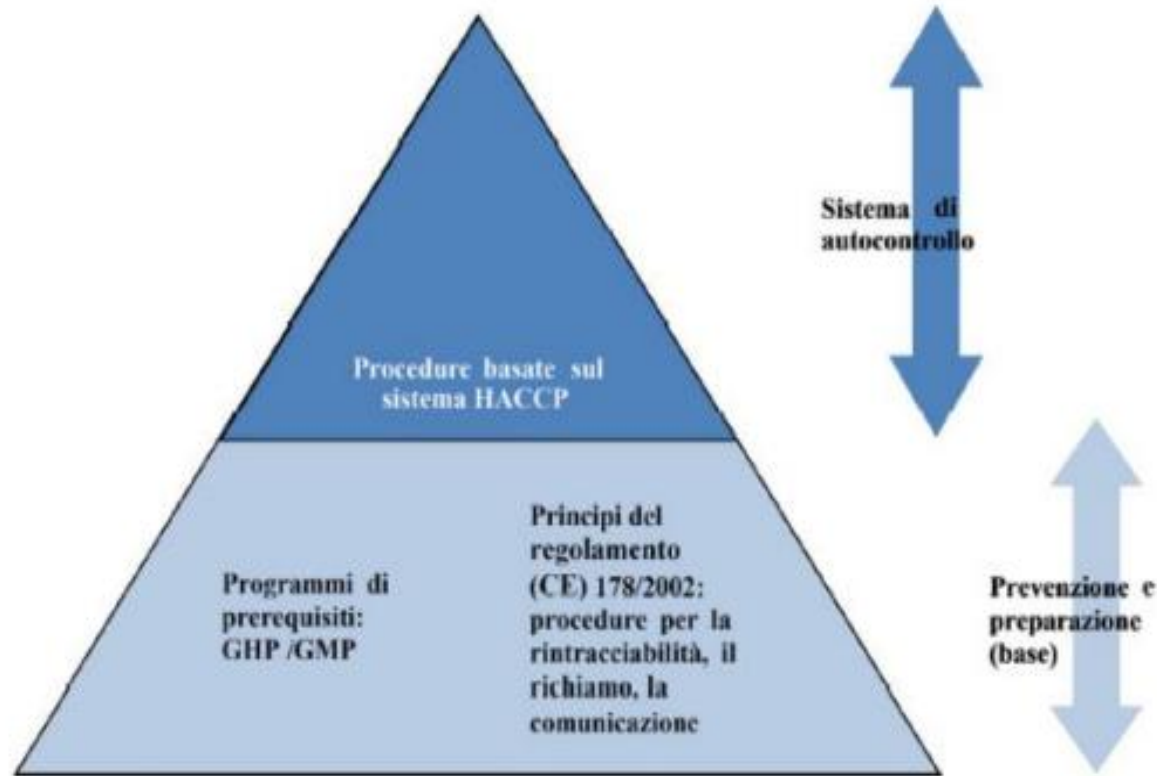 Sistema di
autocontrollo
Procedure basate sul
sistema HACCP
Programmi di
prerequisiti:
GHP /GMP
Principi del
regolamento
(CE) 178/2002:
procedure per la
rintracciabilità, il
richiamo, la
comunicazione
Prevenzione e
preparazione
(base)